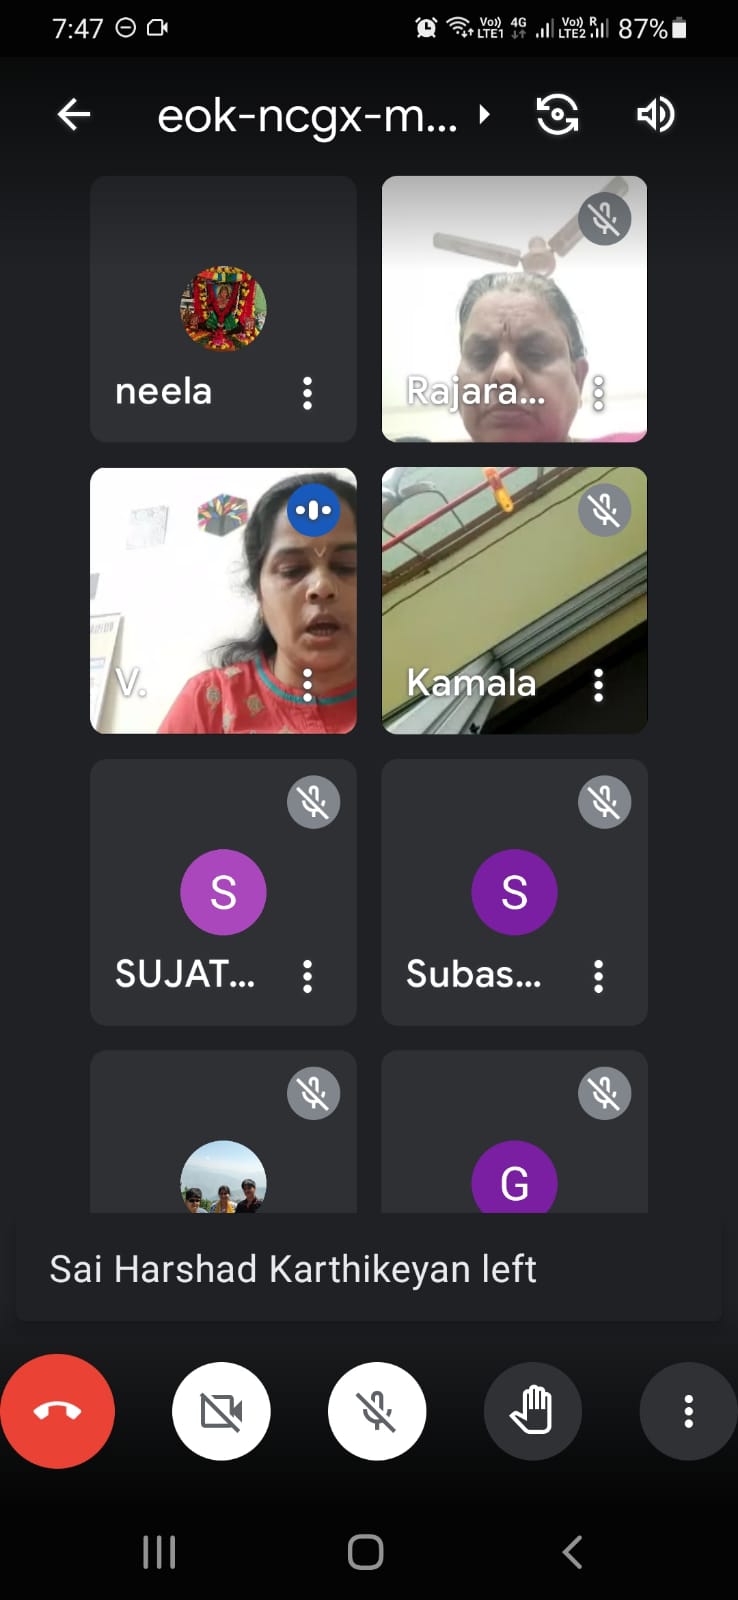 7:47 Vo)) LTE1 4G Vo)) LTE2 R 87%
eok-ncgx-m...
neela
Rajara...
V.
Kamala
S
S
SUJAT...
Subas...
G
Sai Harshad Karthikeyan left